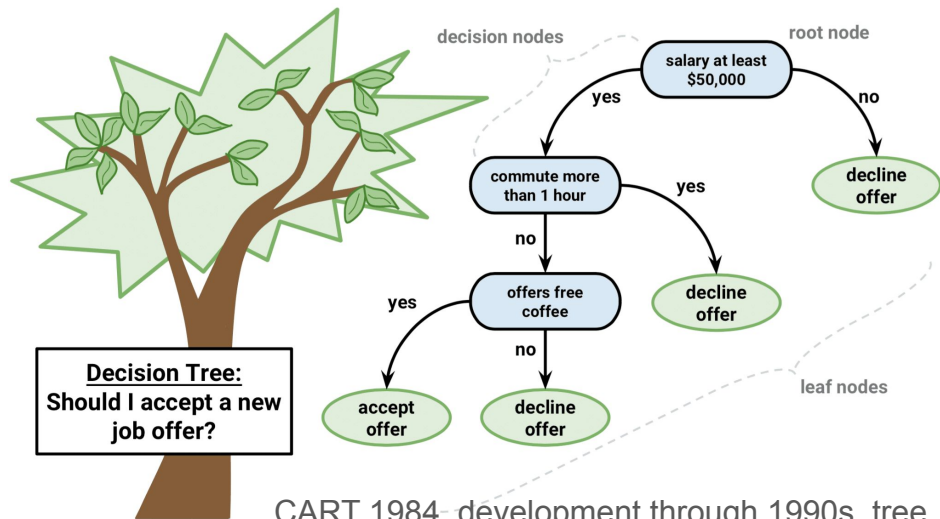 decision nodes
root node
salary at least
$50,000
yes
no
commute more
than 1 hour
yes
decline
offer
no
offers free
coffee
decline
offer
yes
no
leaf nodes
accept
offer
decline
offer
Decision Tree:
Should I accept a new
job offer?
CART 1984, development through 1990s, tree